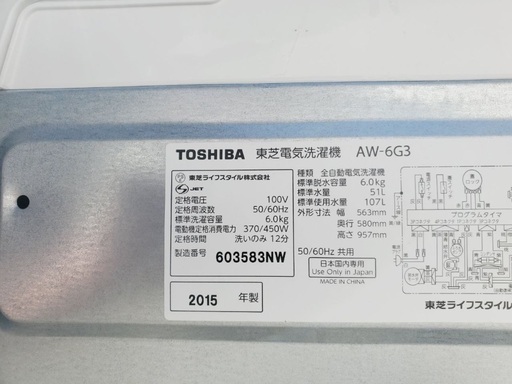 TOSHIBA 東芝電気洗濯機 AW-6G3
東芝ライフスタイル株式会社
JET
定格電圧 100V
定格周波数 50/60Hz
標準洗濯容量 6.0kg
電動機定格消費電力 370/450W
定格時間 洗いのみ 12分
製造番号 603583NW
2015 年製
種類 全自動電気洗濯機
標準脱水容量 6.0kg
標準水量 51L
標準使用水量 107L
外形寸法 幅 563mm
奥行 580mm
高さ 957mm
50/60Hz 共用
日本国内専用
Use Only in Japan
MADE IN CHINA
プログラムタイマ
東芝ライフスタイル